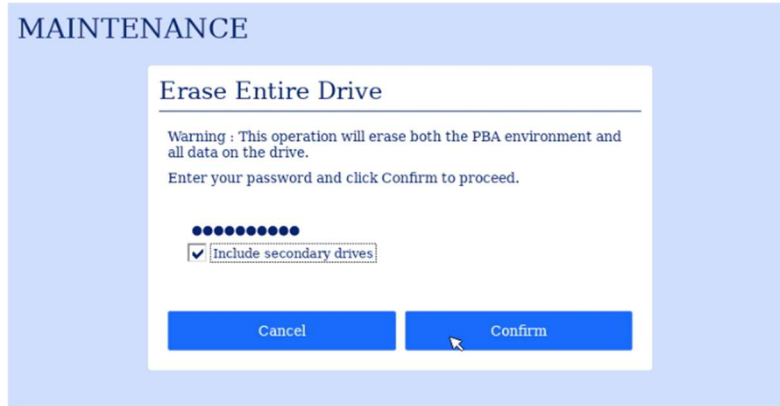 MAINTENANCE
Erase Entire Drive
Warning : This operation will erase both the PBA environment and
all data on the drive.
Enter your password and click Confirm to proceed.
●●●●●●●●●●
Include secondary drives
Cancel
Confirm